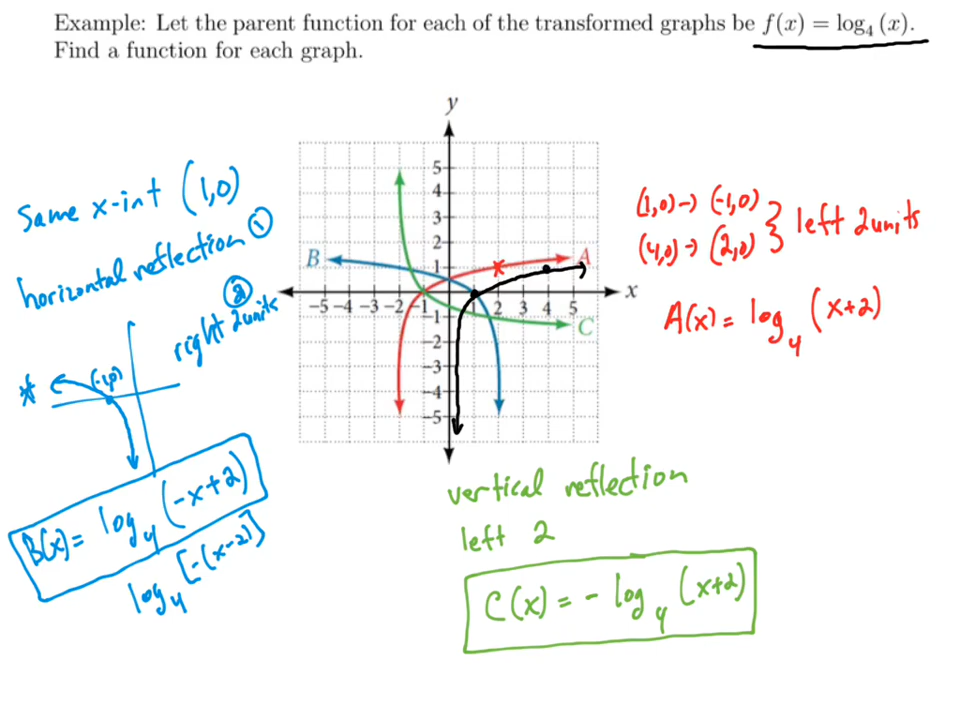 Example: Let the parent function for each of the transformed graphs be f(x) = log₄ (x).
Find a function for each graph.
y
5
4
3
2
1
B
A
-5 -4 -3 -2 -1
2 3 4 5
x
C
-1
-2
-3
-4
-5
Same x-int (1,0)
horizontal reflection ①
②
right 2 units
* (-1,0)
B(x) = log₄ (-x+2)
log₄ [-(x-2)]
(1,0) → (-1,0)
(4,0) → (2,0) } left 2 units
A(x) = log₄ (x+2)
vertical reflection
left 2
C(x) = - log₄ (x+2)